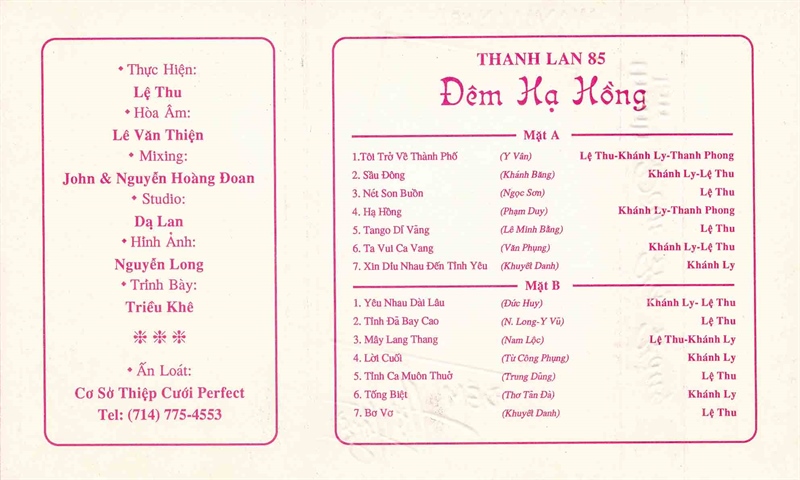 ◆ Thực Hiện:
Lệ Thu
◆ Hòa Âm:
Lê Văn Thiện
◆ Mixing:
John & Nguyễn Hoàng Đoan
◆ Studio:
Dạ Lan
◆ Hình Ảnh:
Nguyễn Long
◆ Trình Bày:
Triều Khê
◆ Ấn Loát:
Cơ Sở Thiệp Cưới Perfect
Tel: (714) 775-4553
THANH LAN 85
Đêm Hạ Hồng
Mặt A
1.Tôi Trở Về Thành Phố (Y Vân) Lệ Thu-Khánh Ly-Thanh Phong
2. Sầu Đông (Khánh Băng) Khánh Ly-Lệ Thu
3. Nét Son Buồn (Ngọc Sơn) Lệ Thu
4. Hạ Hồng (Phạm Duy) Khánh Ly-Thanh Phong
5. Tango Dĩ Vãng (Lê Minh Bằng) Lệ Thu
6. Ta Vui Ca Vang (Văn Phụng) Khánh Ly-Lệ Thu
7. Xin Dìu Nhau Đến Tình Yêu (Khuyết Danh) Khánh Ly
Mặt B
1. Yêu Nhau Dài Lâu (Đức Huy) Khánh Ly- Lệ Thu
2. Tình Đã Bay Cao (N. Long-Y Vũ) Lệ Thu
3. Mây Lang Thang (Nam Lộc) Lệ Thu-Khánh Ly
4. Lời Cuối (Từ Công Phụng) Khánh Ly
5. Tình Ca Muôn Thuở (Trung Dũng) Lệ Thu
6. Tống Biệt (Thơ Tản Đà) Khánh Ly
7. Bơ Vơ (Khuyết Danh) Lệ Thu